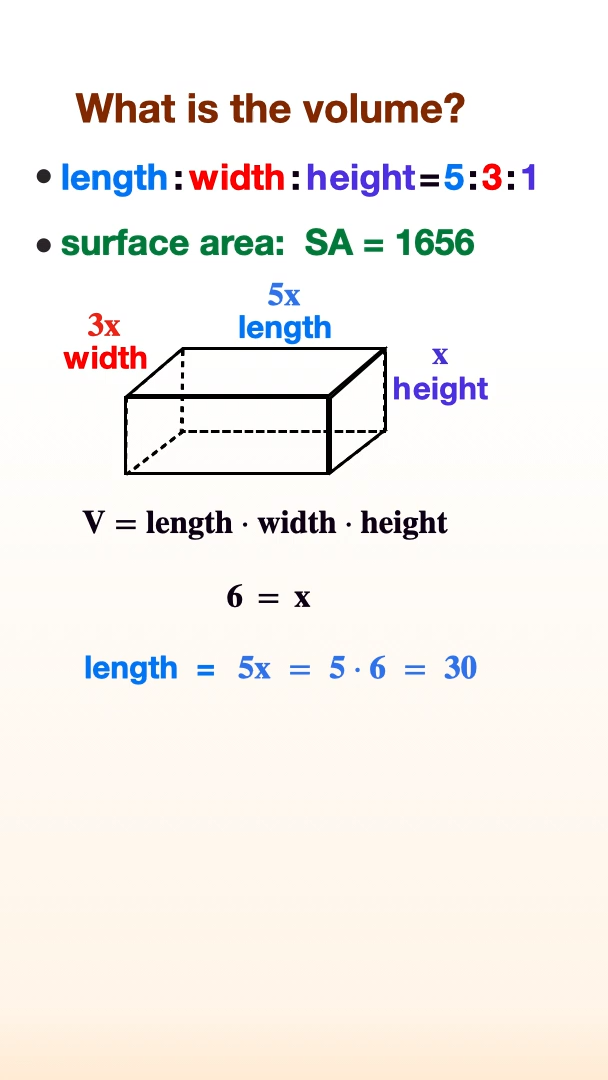 What is the volume?
• length:width:height=5:3:1
• surface area: SA = 1656
5x
length
3x
width
x
height
V = length · width · height
6 = x
length = 5x = 5 · 6 = 30